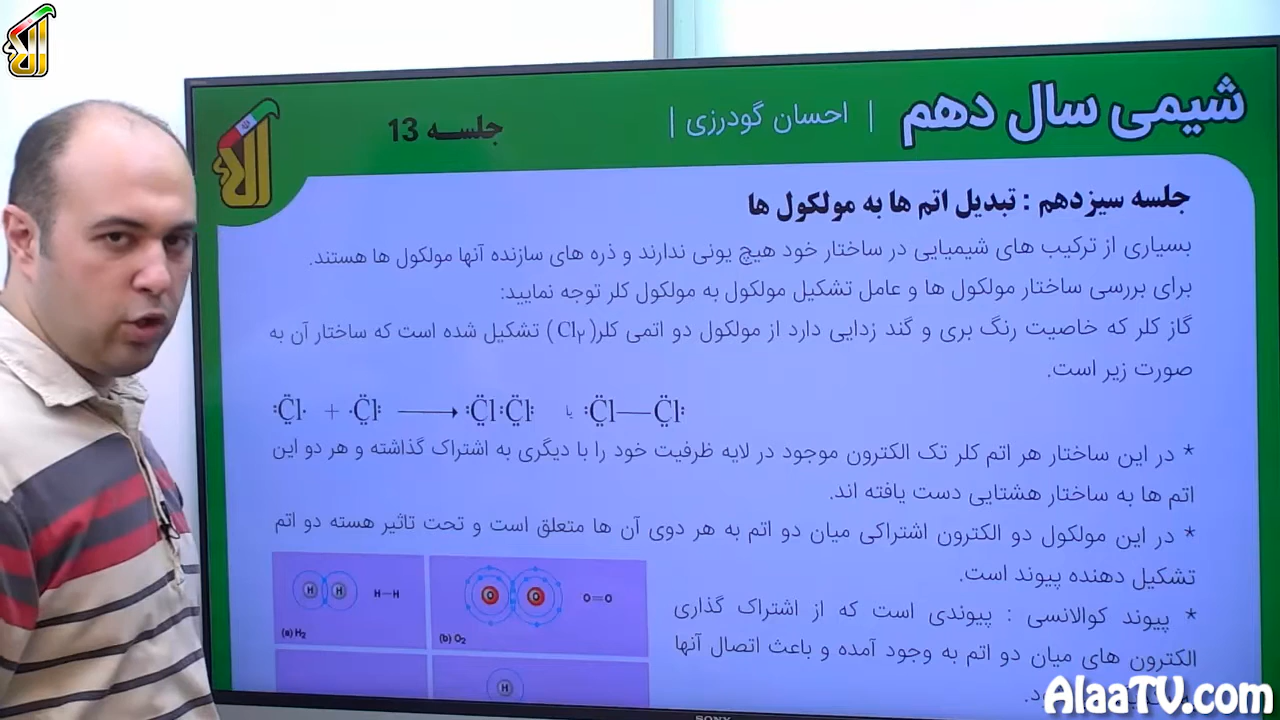 شیمی سال دهم
| احسان گودرزی |
جلسه 13
جلسه سیزدهم : تبدیل اتم ها به مولکول ها
بسیاری از ترکیب های شیمیایی در ساختار خود هیچ یونی ندارند و ذره های سازنده آنها مولکول ها هستند.
برای بررسی ساختار مولکول ها و عامل تشکیل مولکول به مولکول کلر توجه نمایید:
گاز کلر که خاصیت رنگ بری و گند زدایی دارد از مولکول دو اتمی کلر(Cl۲) تشکیل شده است که ساختار آن به
صورت زیر است.
:C̈l· + ·C̈l: ⟶ :C̈l:C̈l: یا :C̈l—C̈l:
* در این ساختار هر اتم کلر تک الکترون موجود در لایه ظرفیت خود را با دیگری به اشتراک گذاشته و هر دو این
اتم ها به ساختار هشتایی دست یافته اند.
* در این مولکول دو الکترون اشتراکی میان دو اتم به هر دوی آن ها متعلق است و تحت تاثیر هسته دو اتم
تشکیل دهنده پیوند است.
* پیوند کوالانسی : پیوندی است که از اشتراک گذاری
الکترون های میان دو اتم به وجود آمده و باعث اتصال آنها
H H H—H
(a) H₂
O O O=O
(b) O₂
H
SONY
AlaaTV.com